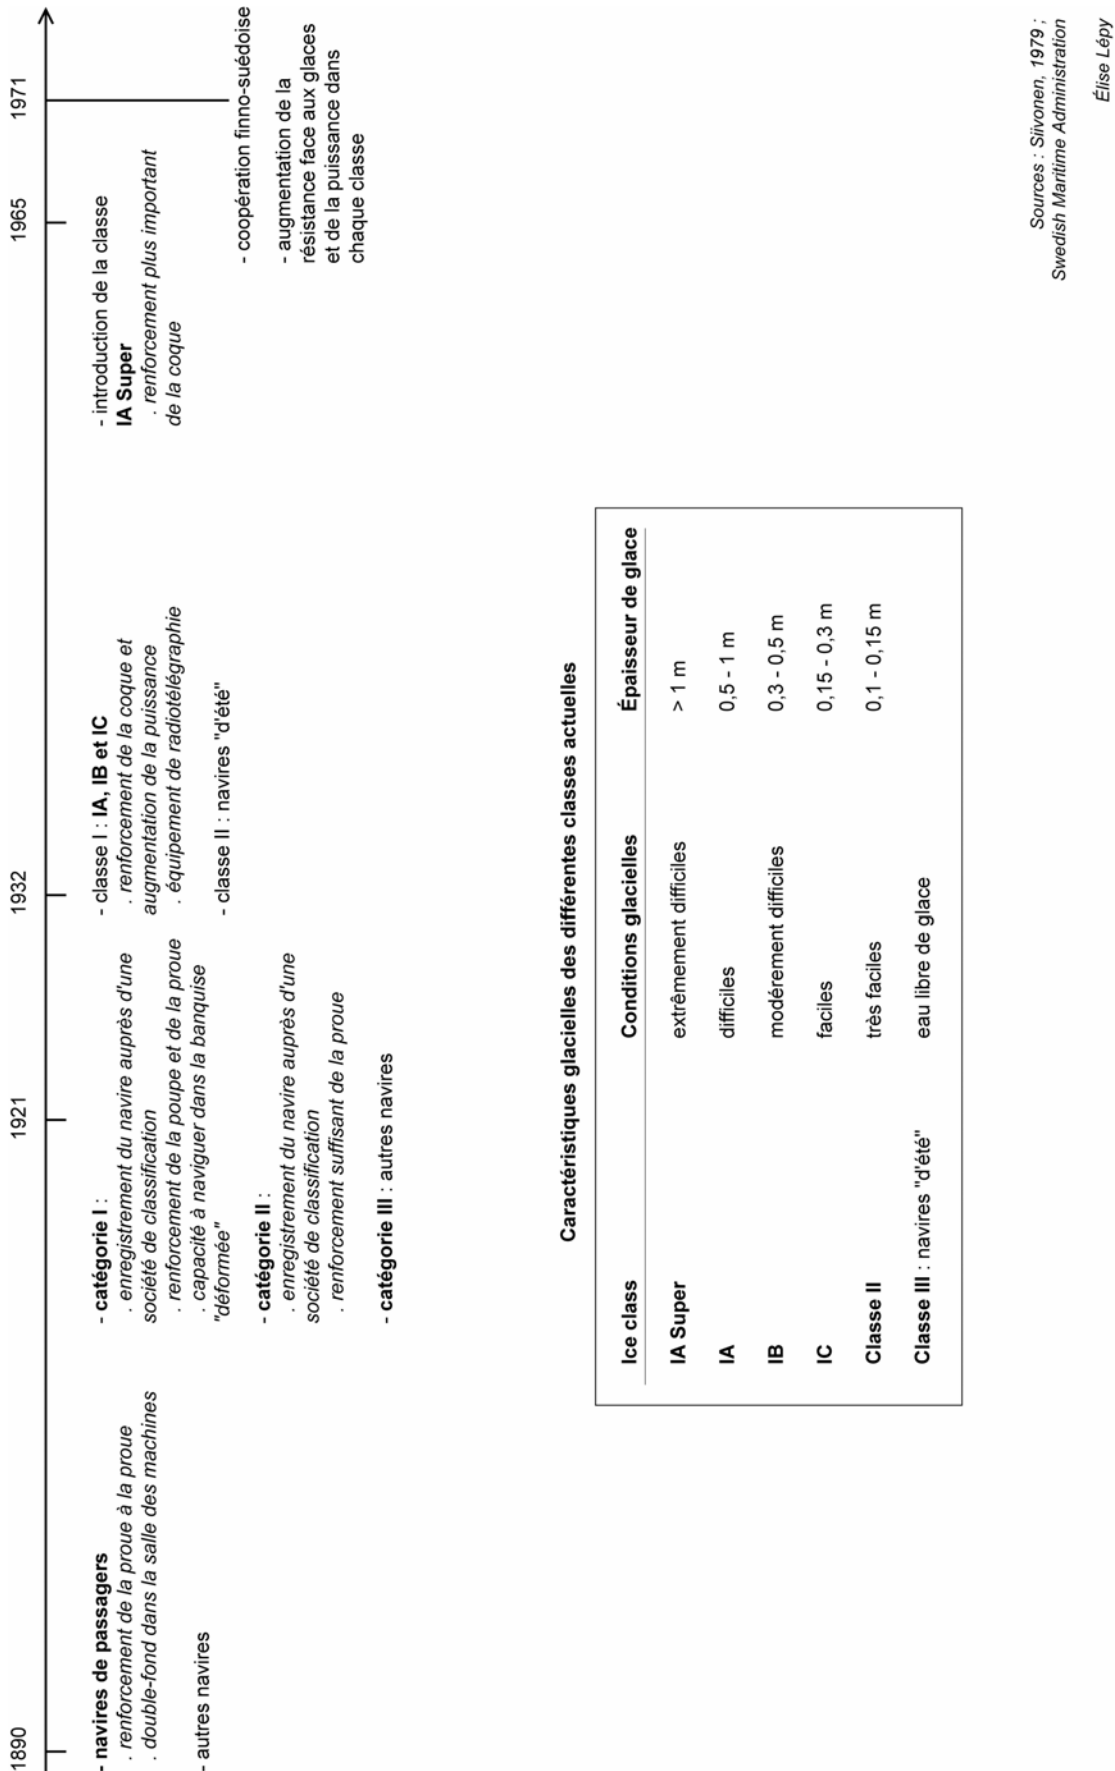 1890
1921
1932
1965
1971
- navires de passagers
. renforcement de la proue à la proue
. double-fond dans la salle des machines
- autres navires
- catégorie I :
. enregistrement du navire auprès d'une
société de classification
. renforcement de la poupe et de la proue
. capacité à naviguer dans la banquise
"déformée"
- catégorie II :
. enregistrement du navire auprès d'une
société de classification
. renforcement suffisant de la proue
- catégorie III : autres navires
- classe I : IA, IB et IC
. renforcement de la coque et
augmentation de la puissance
. équipement de radiotélégraphie
- classe II : navires "d'été"
- introduction de la classe
IA Super
. renforcement plus important
de la coque
- coopération finno-suédoise
- augmentation de la
résistance face aux glaces
et de la puissance dans
chaque classe
Caractéristiques glacielles des différentes classes actuelles
Ice class Conditions glacielles Épaisseur de glace
IA Super extrêmement difficiles > 1 m
IA difficiles 0,5 - 1 m
IB modérement difficiles 0,3 - 0,5 m
IC faciles 0,15 - 0,3 m
Classe II très faciles 0,1 - 0,15 m
Classe III : navires "d'été" eau libre de glace
Sources : Siivonen, 1979 ;
Swedish Maritime Administration
Élise Lépy